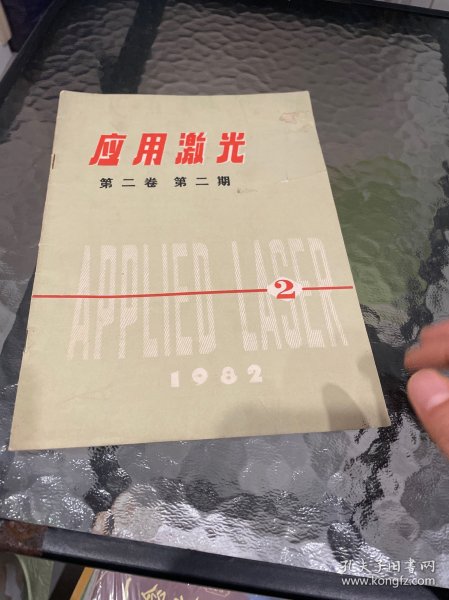 应用激光
第二卷 第二期
APPLIED LASER
2
1982
孔夫子旧书网
www.kongfz.com